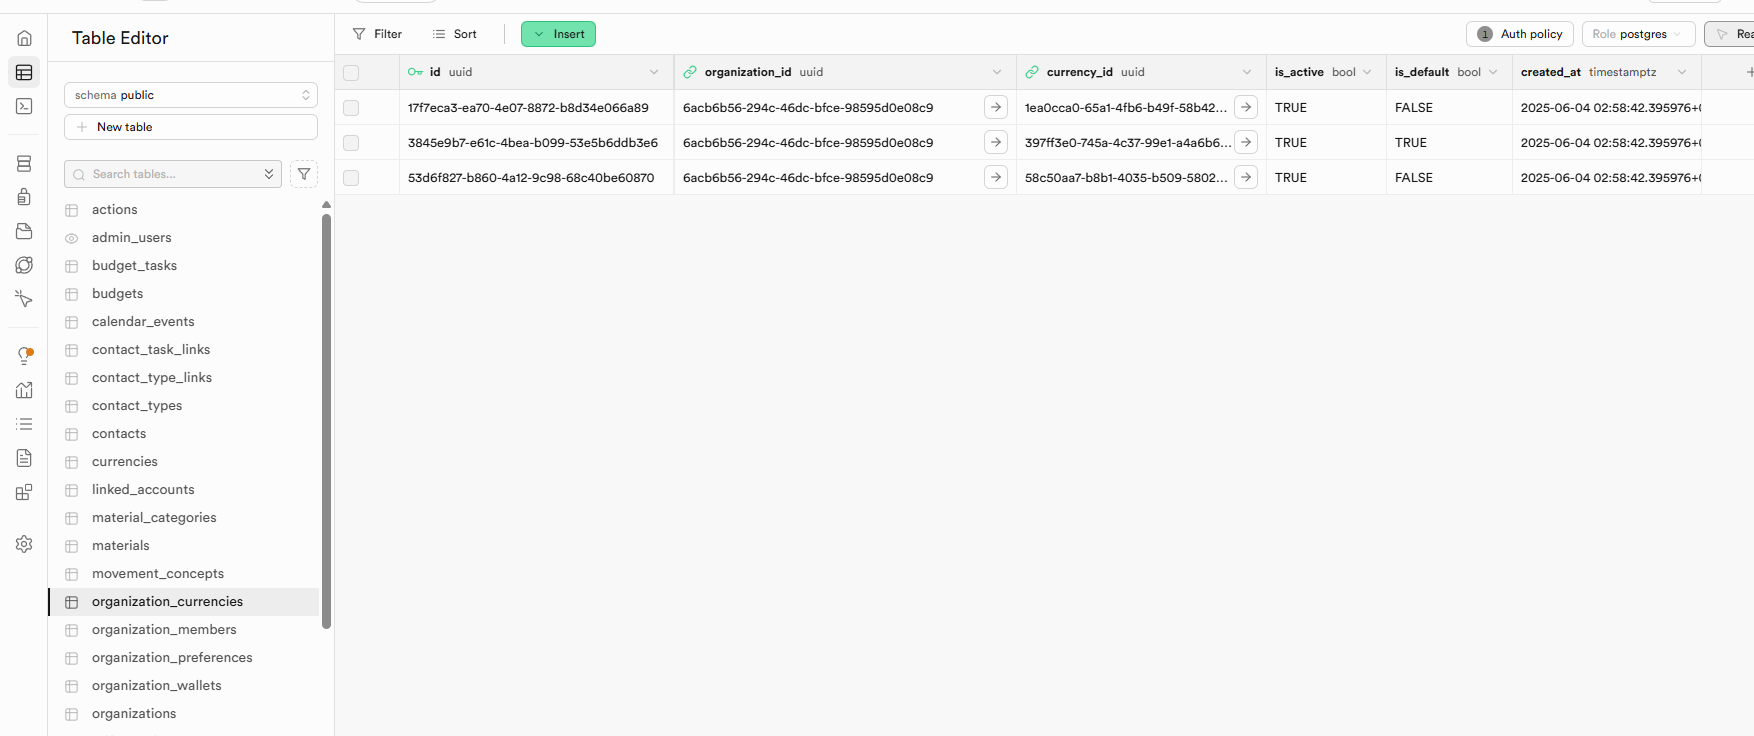 Table Editor
schema public
New table
Search tables...
actions
admin_users
budget_tasks
budgets
calendar_events
contact_task_links
contact_type_links
contact_types
contacts
currencies
linked_accounts
material_categories
materials
movement_concepts
organization_currencies
organization_members
organization_preferences
organization_wallets
organizations
Filter Sort Insert 1 Auth policy Role postgres
id uuid organization_id uuid currency_id uuid is_active bool is_default bool created_at timestamptz
17f7eca3-ea70-4e07-8872-b8d34e066a89 6acb6b56-294c-46dc-bfce-98595d0e08c9 1ea0cca0-65a1-4fb6-b49f-58b42... TRUE FALSE 2025-06-04 02:58:42.395976+0
3845e9b7-e61c-4bea-b099-53e5b6ddb3e6 6acb6b56-294c-46dc-bfce-98595d0e08c9 397ff3e0-745a-4c37-99e1-a4a6b6... TRUE TRUE 2025-06-04 02:58:42.395976+0
53d6f827-b860-4a12-9c98-68c40be60870 6acb6b56-294c-46dc-bfce-98595d0e08c9 58c50aa7-b8b1-4035-b509-5802... TRUE FALSE 2025-06-04 02:58:42.395976+0